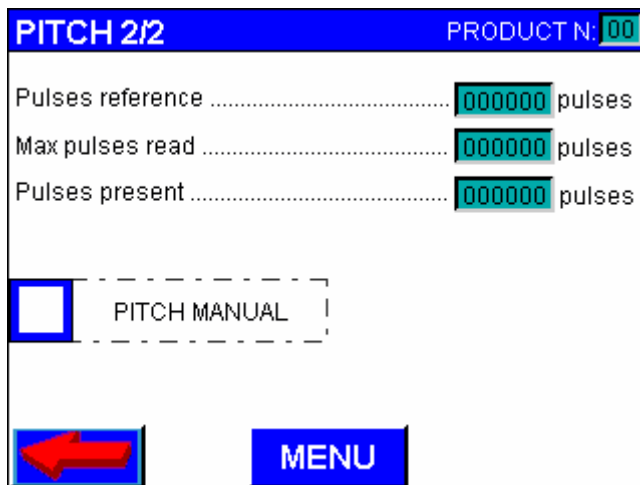 PITCH 2/2 PRODUCT N: 00
Pulses reference ........................................ 000000 pulses
Max pulses read ......................................... 000000 pulses
Pulses present ........................................... 000000 pulses
PITCH MANUAL
MENU